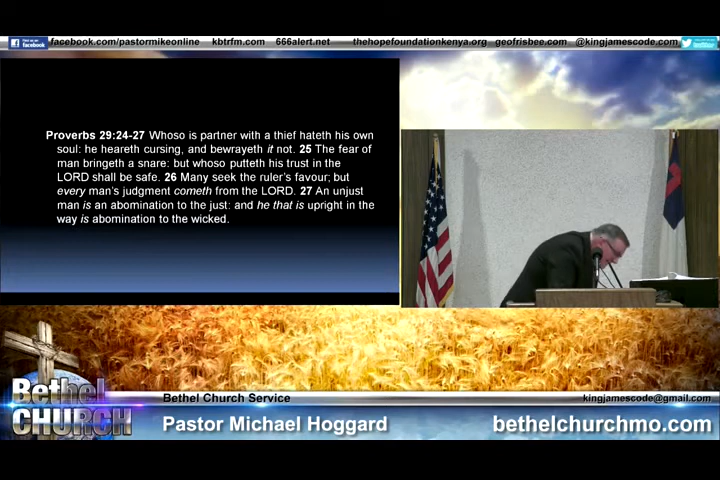 facebook.com/pastormikeonline kbtrfm.com 666alert.net thehopefoundationkenya.org geofrisbee.com @kingjamescode.com
Proverbs 29:24-27 Whoso is partner with a thief hateth his own
soul: he heareth cursing, and bewrayeth it not. 25 The fear of
man bringeth a snare: but whoso putteth his trust in the
LORD shall be safe. 26 Many seek the ruler's favour; but
every man's judgment cometh from the LORD. 27 An unjust
man is an abomination to the just: and he that is upright in the
way is abomination to the wicked.
Bethel
CHURCH
Bethel Church Service
kingjamescode@gmail.com
Pastor Michael Hoggard
bethelchurchmo.com